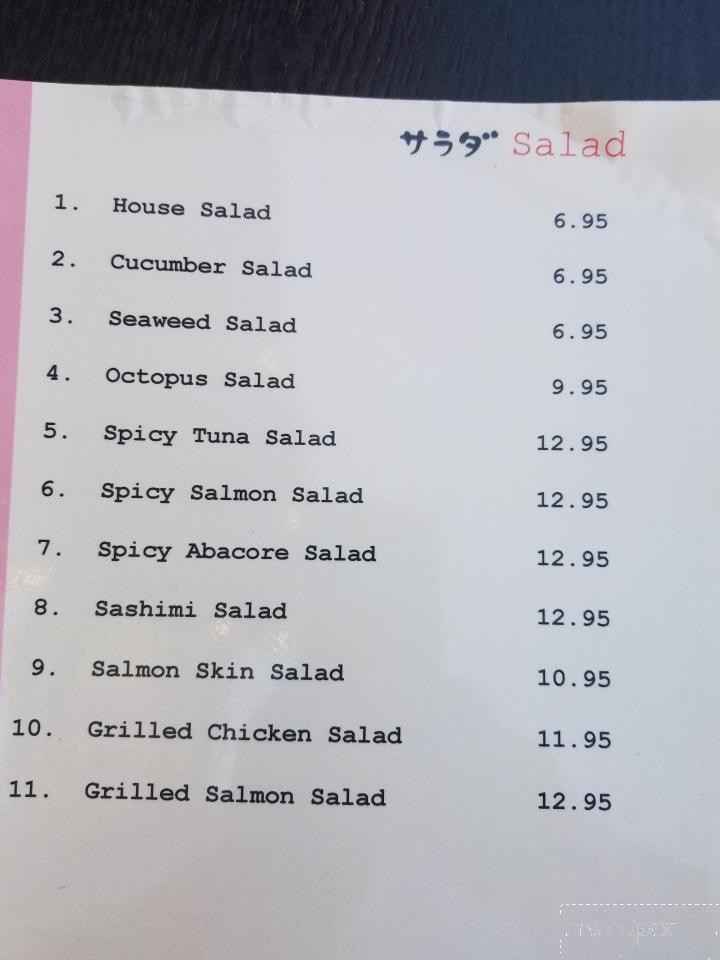 サラダ Salad
1. House Salad 6.95
2. Cucumber Salad 6.95
3. Seaweed Salad 6.95
4. Octopus Salad 9.95
5. Spicy Tuna Salad 12.95
6. Spicy Salmon Salad 12.95
7. Spicy Abacore Salad 12.95
8. Sashimi Salad 12.95
9. Salmon Skin Salad 10.95
10. Grilled Chicken Salad 11.95
11. Grilled Salmon Salad 12.95